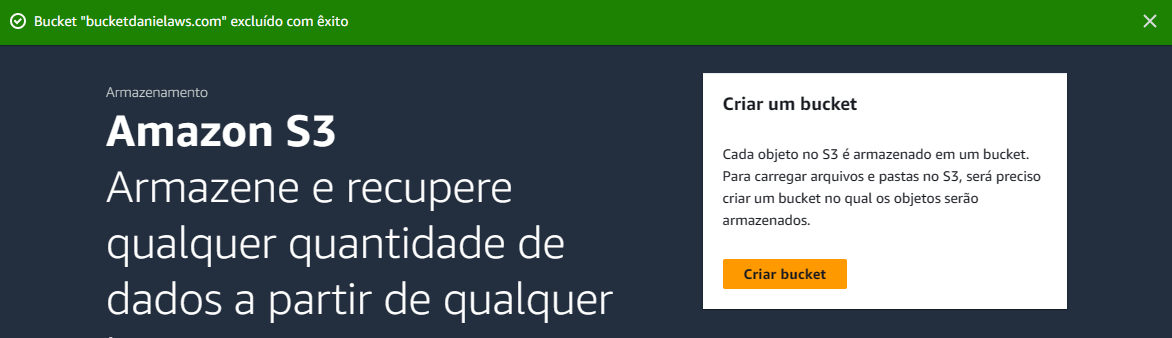 Bucket "bucketdanielaws.com" excluído com êxito
Armazenamento
Amazon S3
Armazene e recupere
qualquer quantidade de
dados a partir de qualquer
Criar um bucket
Cada objeto no S3 é armazenado em um bucket.
Para carregar arquivos e pastas no S3, será preciso
criar um bucket no qual os objetos serão
armazenados.
Criar bucket